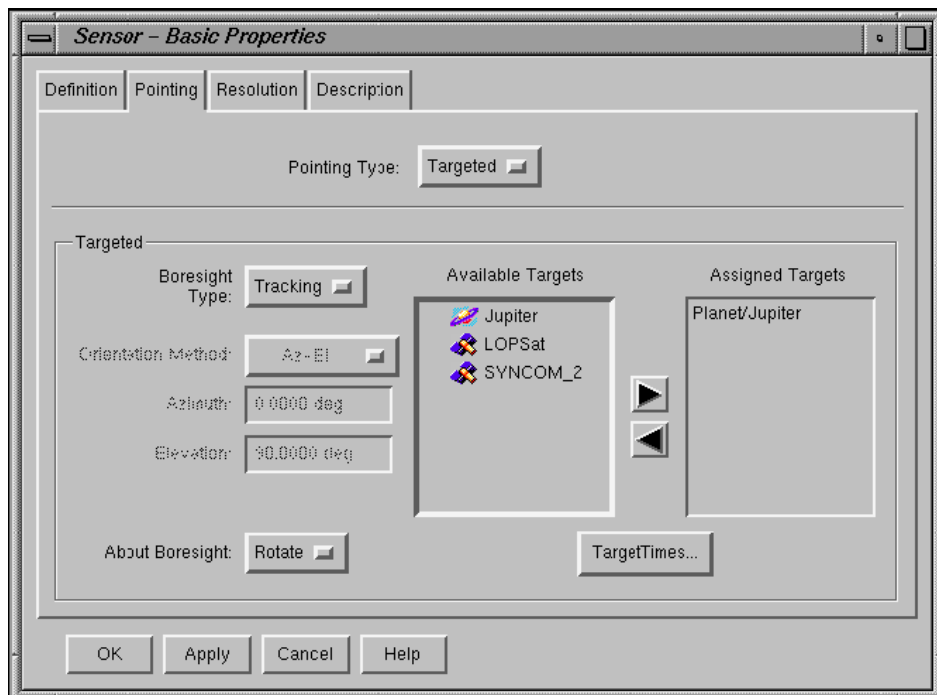 Sensor – Basic Properties
Definition Pointing Resolution Description
Pointing Type: Targeted
Targeted
Boresight Type: Tracking
Orientation Method: Az-El
Azimuth: 0.0000 deg
Elevation: 90.0000 deg
About Boresight: Rotate
Available Targets
Jupiter
LOPSat
SYNCOM_2
Assigned Targets
Planet/Jupiter
TargetTimes...
OK Apply Cancel Help